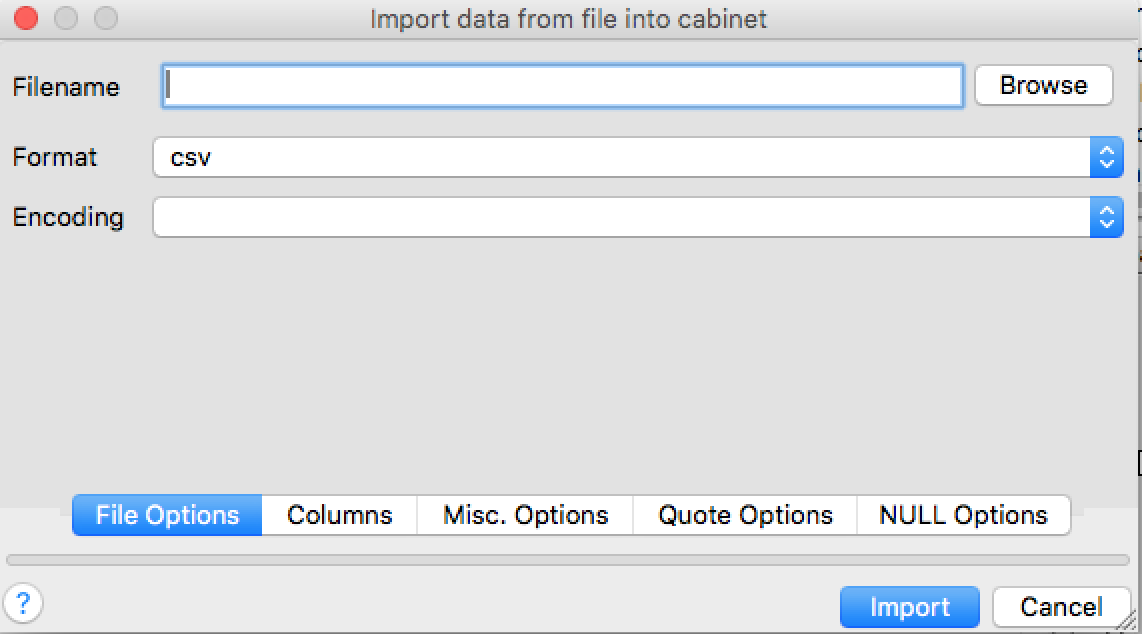 Import data from file into cabinet
Filename
Browse
Format csv
Encoding
File Options Columns Misc. Options Quote Options NULL Options
? Import Cancel